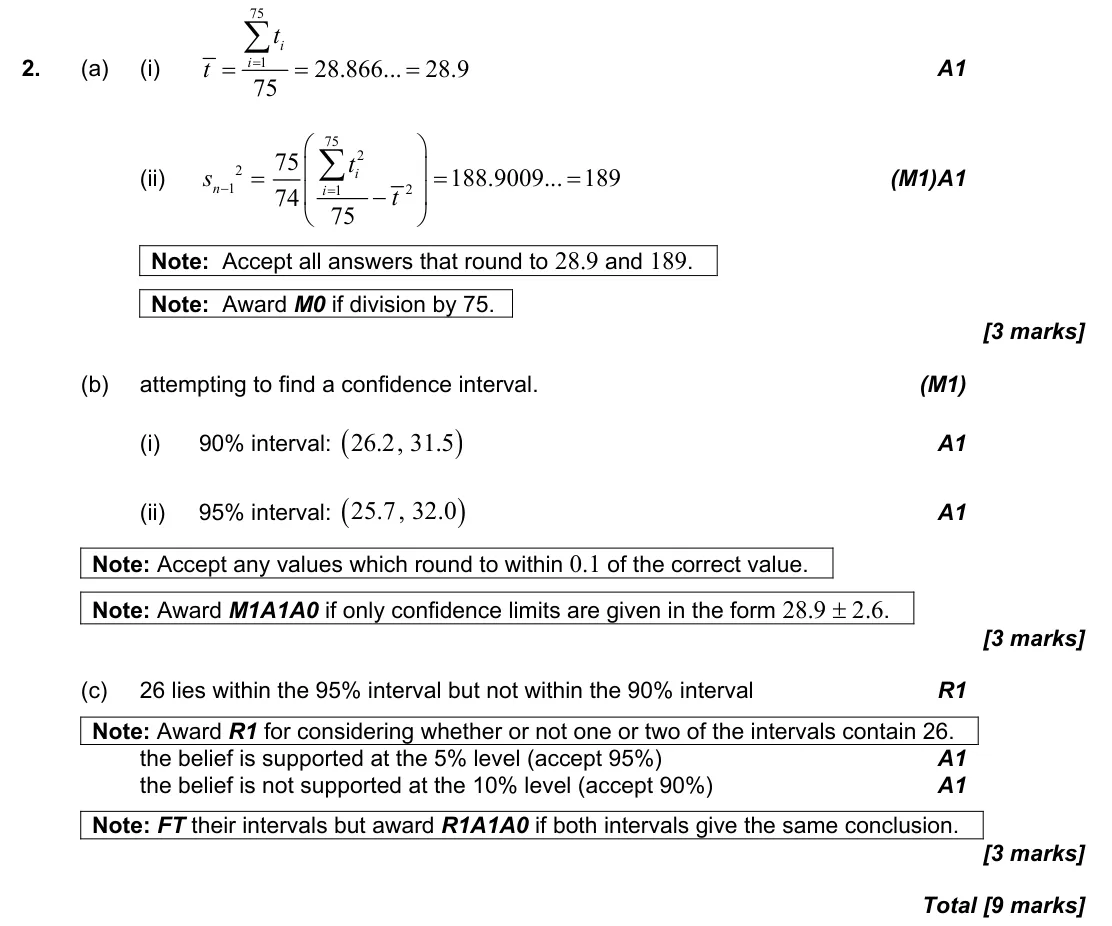 2. (a) (i) t̄ = (∑_{i=1}^{75} t_i)/75 = 28.866... = 28.9 A1
(ii) s_{n−1}² = 75/74 ( (∑_{i=1}^{75} t_i²)/75 − t̄² ) = 188.9009... = 189 (M1)A1
Note: Accept all answers that round to 28.9 and 189.
Note: Award M0 if division by 75.
[3 marks]
(b) attempting to find a confidence interval. (M1)
(i) 90% interval: (26.2, 31.5) A1
(ii) 95% interval: (25.7, 32.0) A1
Note: Accept any values which round to within 0.1 of the correct value.
Note: Award M1A1A0 if only confidence limits are given in the form 28.9 ± 2.6.
[3 marks]
(c) 26 lies within the 95% interval but not within the 90% interval R1
Note: Award R1 for considering whether or not one or two of the intervals contain 26.
the belief is supported at the 5% level (accept 95%) A1
the belief is not supported at the 10% level (accept 90%) A1
Note: FT their intervals but award R1A1A0 if both intervals give the same conclusion.
[3 marks]
Total [9 marks]